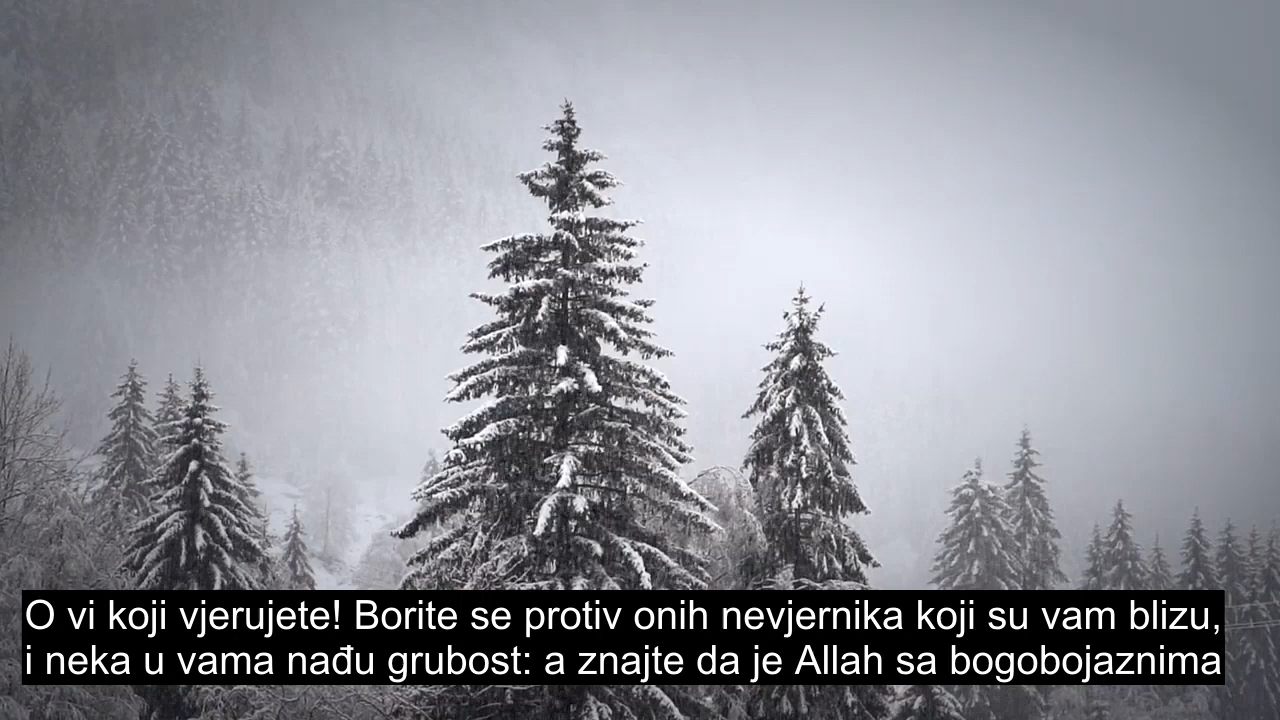 O vi koji vjerujete! Borite se protiv onih nevjernika koji su vam blizu,
i neka u vama nađu grubost: a znajte da je Allah sa bogobojaznima